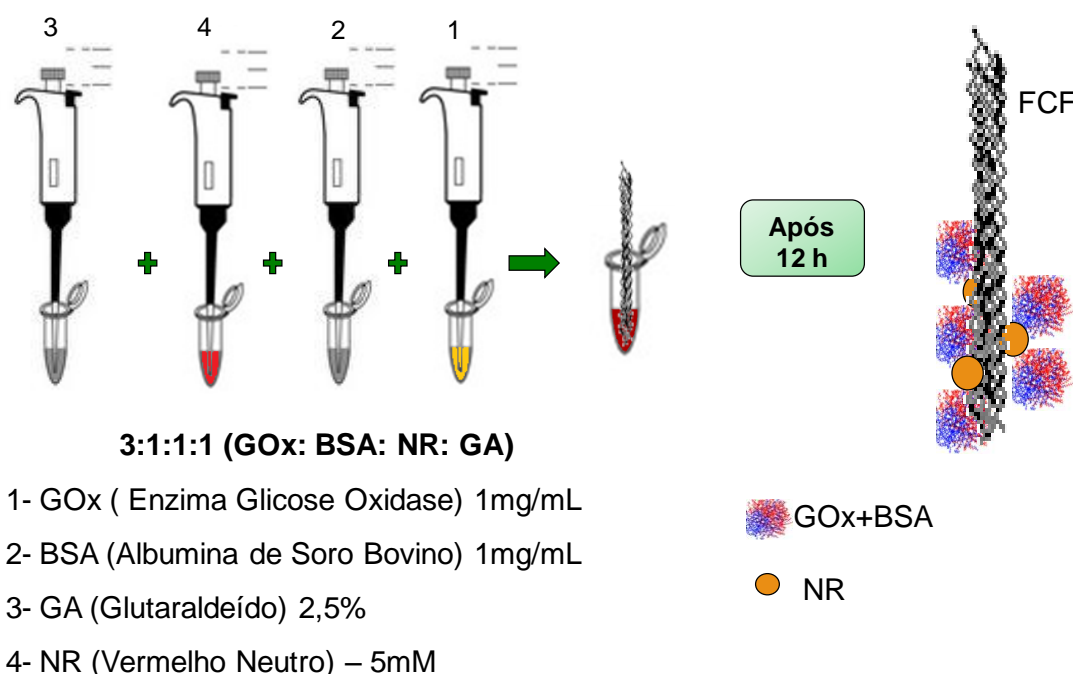 3 4 2 1
FCF
Após
12 h
3:1:1:1 (GOx: BSA: NR: GA)
1- GOx ( Enzima Glicose Oxidase) 1mg/mL
2- BSA (Albumina de Soro Bovino) 1mg/mL
3- GA (Glutaraldeído) 2,5%
4- NR (Vermelho Neutro) – 5mM
GOx+BSA
NR